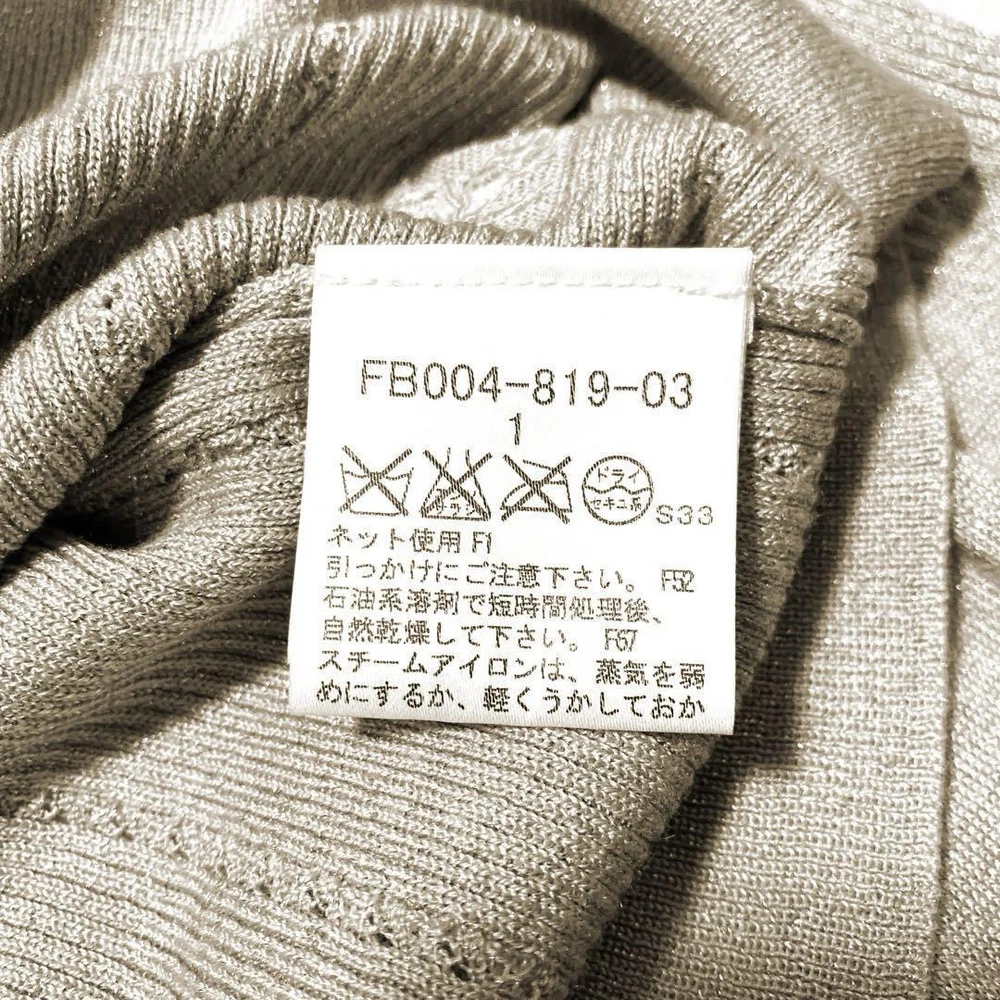 FB004-819-03
1
ドライ
セキユ系
S33
ネット使用 F1
引っかけにご注意下さい。 F52
石油系溶剤で短時間処理後、
自然乾燥して下さい。 F67
スチームアイロンは、蒸気を弱
めにするか、軽くうかしておか